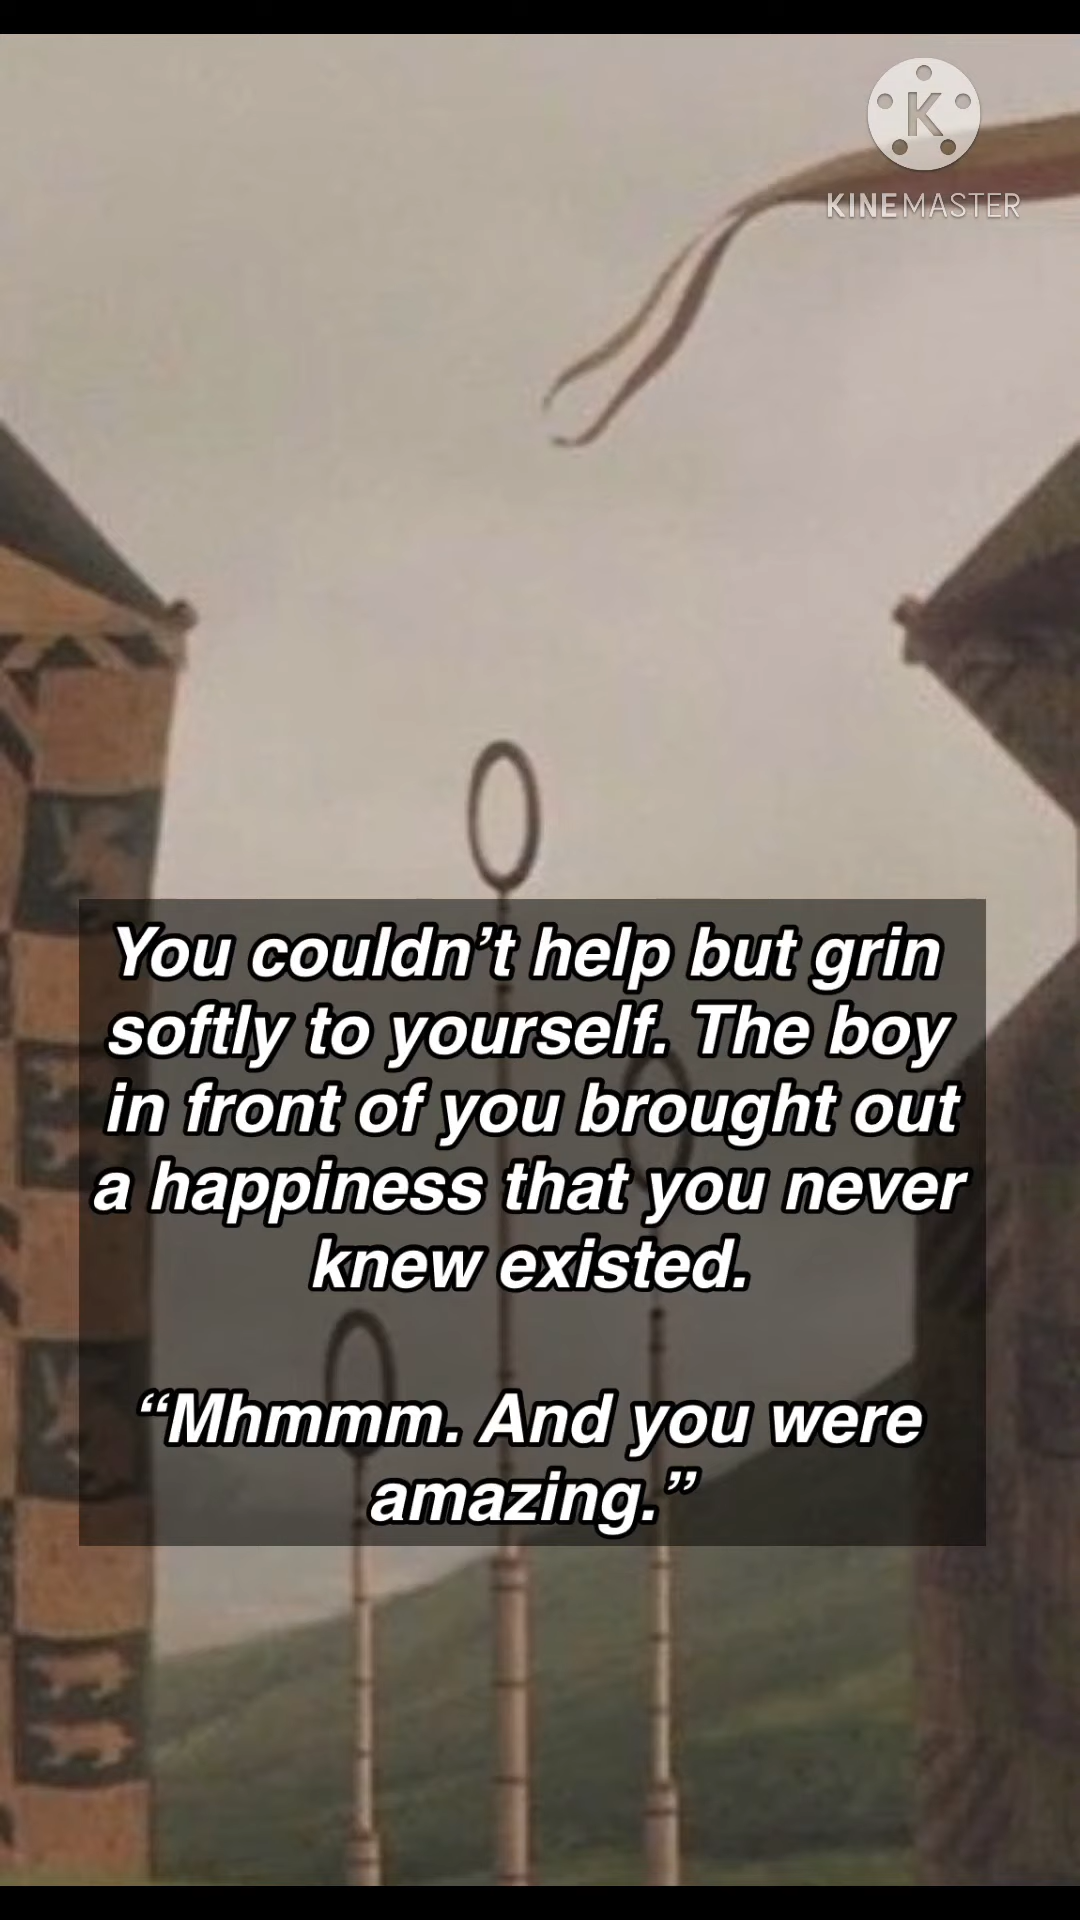 K
KINEMASTER
You couldn’t help but grin
softly to yourself. The boy
in front of you brought out
a happiness that you never
knew existed.
“Mhmmm. And you were
amazing.”